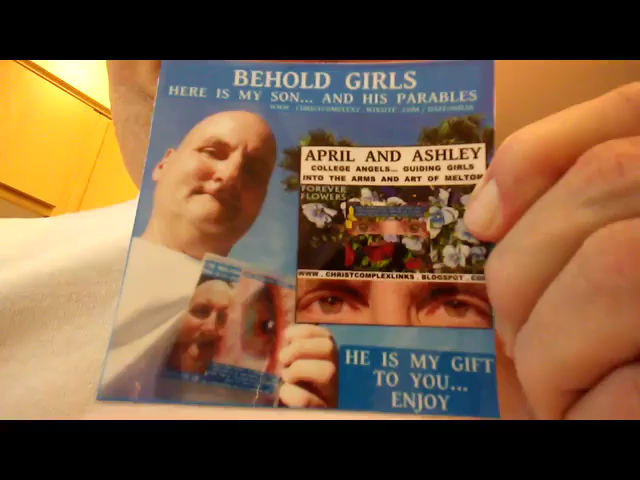 BEHOLD GIRLS
HERE IS MY SON... AND HIS PARABLES
APRIL AND ASHLEY
COLLEGE ANGELS... GUIDING GIRLS
INTO THE ARMS AND ART OF MELTON
FOREVER
FLOWERS
WWW . CHRISTCOMPLEXLINKS . BLOGSPOT . CO
HE IS MY GIFT
TO YOU...
ENJOY